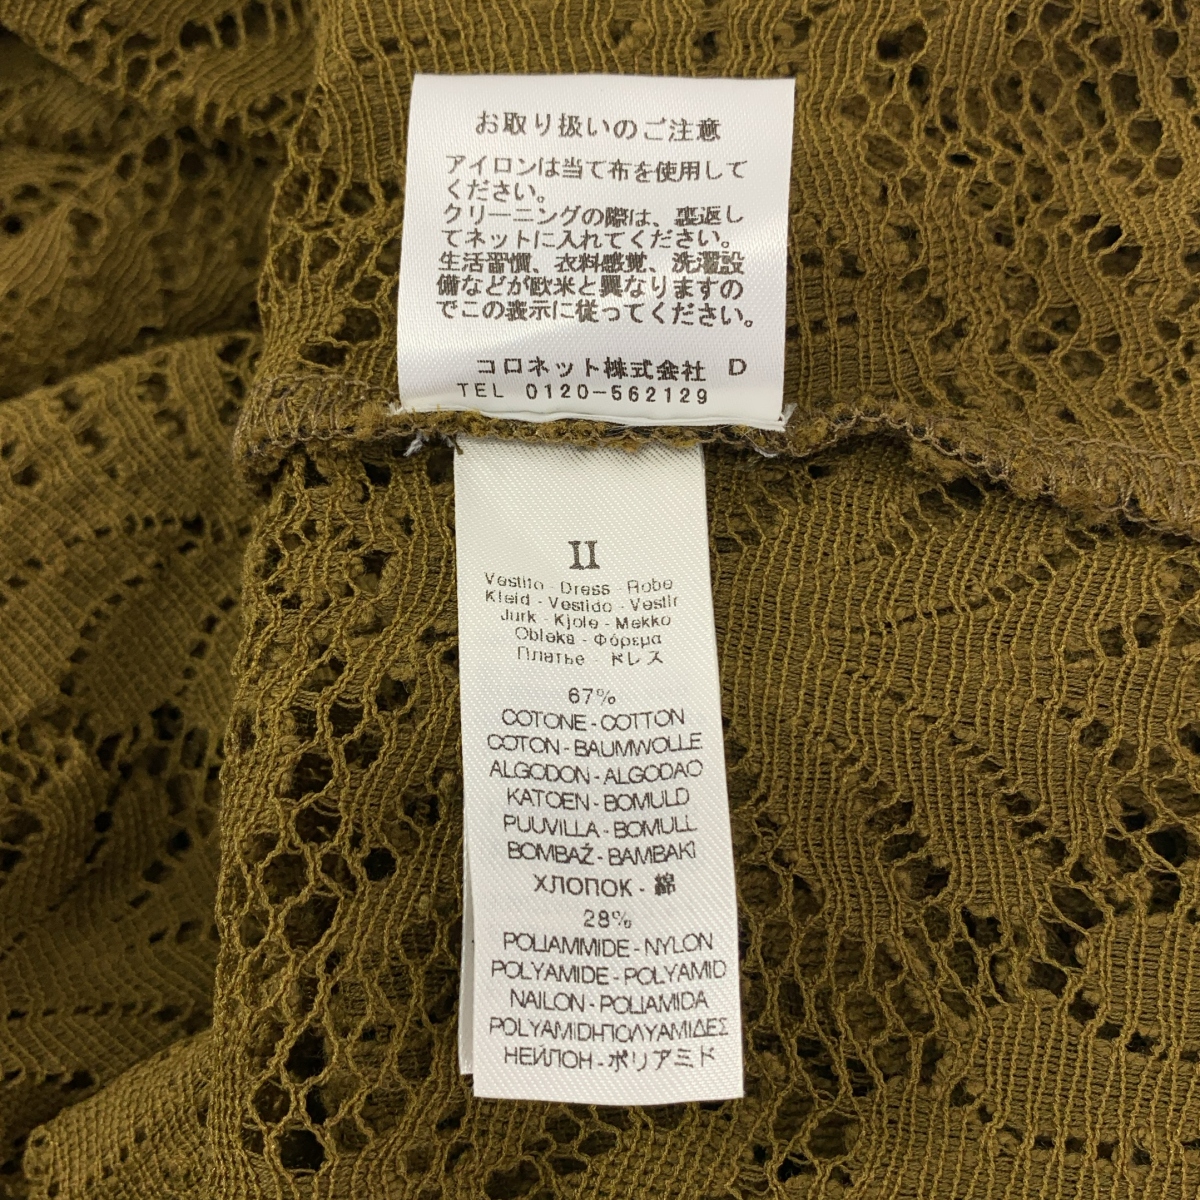 お取り扱いのご注意
アイロンは当て布を使用して
ください。
クリーニングの際は、裏返し
てネットに入れてください。
生活習慣、衣料感覚、洗濯設
備などが欧米と異なりますの
でこの表示に従ってください。
コロネット株式会社 D
TEL 0120-562129
II
Vestito - Dress - Robe
Kleid - Vestido - Vestir
Jurk - Kjole - Mekko
Obleka - Φόρεμα
Платье - ドレス
67%
COTONE - COTTON
COTON - BAUMWOLLE
ALGODON - ALGODAO
KATOEN - BOMULD
PUUVILLA - BOMULL
BOMBAŽ - BAMBAKI
ХЛОПОК - 綿
28%
POLIAMMIDE - NYLON
POLYAMIDE - POLYAMID
NAILON - POLIAMIDA
POLYAMIDΗΠΟΛΥΑΜΙΔΕΣ
НЕЙЛОН - ポリアミド